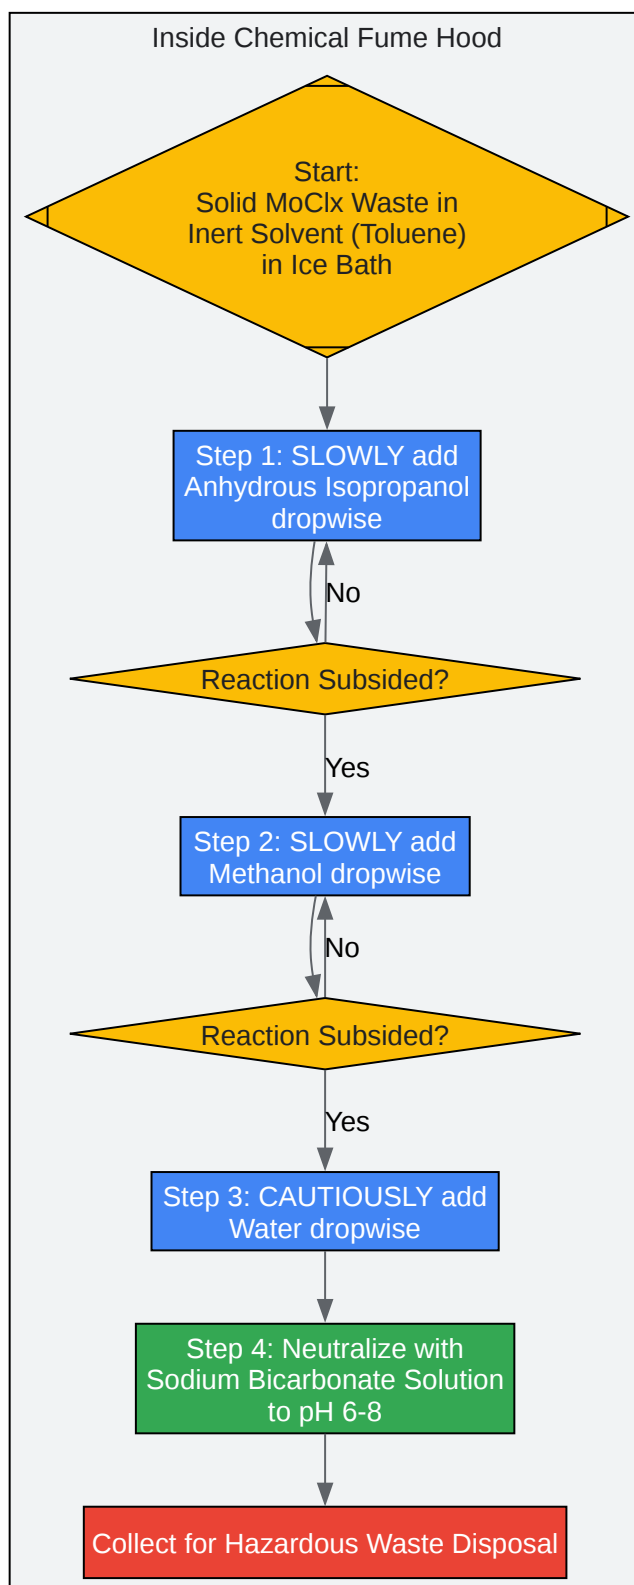 Inside Chemical Fume Hood
Start:
Solid MoClx Waste in
Inert Solvent (Toluene)
in Ice Bath
Step 1: SLOWLY add
Anhydrous Isopropanol
dropwise
No
Reaction Subsided?
Yes
Step 2: SLOWLY add
Methanol dropwise
No
Reaction Subsided?
Yes
Step 3: CAUTIOUSLY add
Water dropwise
Step 4: Neutralize with
Sodium Bicarbonate Solution
to pH 6-8
Collect for Hazardous Waste Disposal